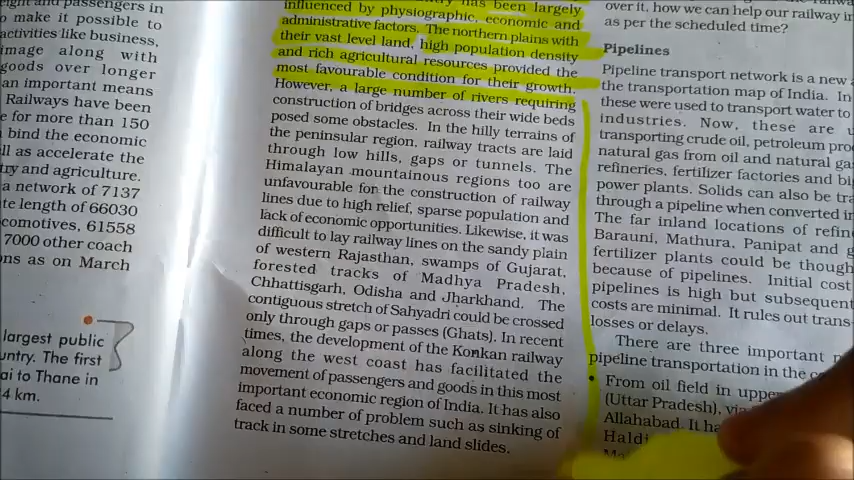 eight and passengers in
o make it possible to
activities like business,
image along with
goods over longer
an important means
Railways have been
e for more than 150
bind the economic
ll as accelerate the
try and agriculture.
a network of 7137
te length of 66030
comotives, 61558
7000 other coach
ns as on March
largest public
untry. The first
ai to Thane in
4 km.
has been largely
influenced by physiographic, economic and
administrative factors. The northern plains with
their vast level land, high population density
and rich agricultural resources provided the
most favourable condition for their growth.
However, a large number of rivers requiring
construction of bridges across their wide beds
posed some obstacles. In the hilly terrains of
the peninsular region, railway tracts are laid
through low hills, gaps or tunnels. The
Himalayan mountainous regions too are
unfavourable for the construction of railway
lines due to high relief, sparse population and
lack of economic opportunities. Likewise, it was
difficult to lay railway lines on the sandy plain
of western Rajasthan, swamps of Gujarat,
forested tracks of Madhya Pradesh,
Chhattisgarh, Odisha and Jharkhand. The
contiguous stretch of Sahyadri could be crossed
only through gaps or passes (Ghats). In recent
times, the development of the Konkan railway
along the west coast has facilitated the
movement of passengers and goods in this most
important economic region of India. It has also
faced a number of problem such as sinking of
track in some stretches and land slides.
over it, how we can help our railway in
as per the scheduled time?
Pipelines
Pipeline transport network is a new a
the transportation map of India. In
these were used to transport water to
industries. Now, these are u
transporting crude oil, petroleum pro
natural gas from oil and natural ga
refineries, fertilizer factories and bi
power plants. Solids can also be tra
through a pipeline when converted in
The far inland locations of refin
Barauni, Mathura, Panipat and g
fertilizer plants could be though
because of pipelines. Initial cost
pipelines is high but subsequent
costs are minimal. It rules out trans-
losses or delays.
There are three important
pipeline transportation in the co
• From oil field in upper
(Uttar Pradesh), via
Allahabad. It ha
Haldi